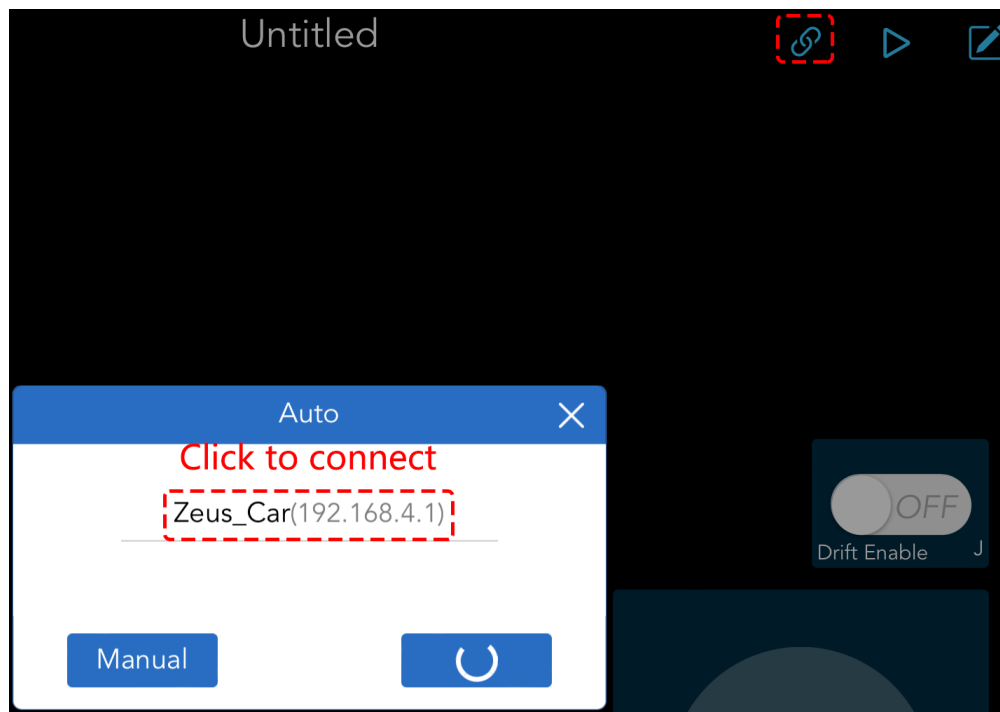 Untitled
Auto
Click to connect
Zeus_Car(192.168.4.1)
OFF
Drift Enable
J
Manual